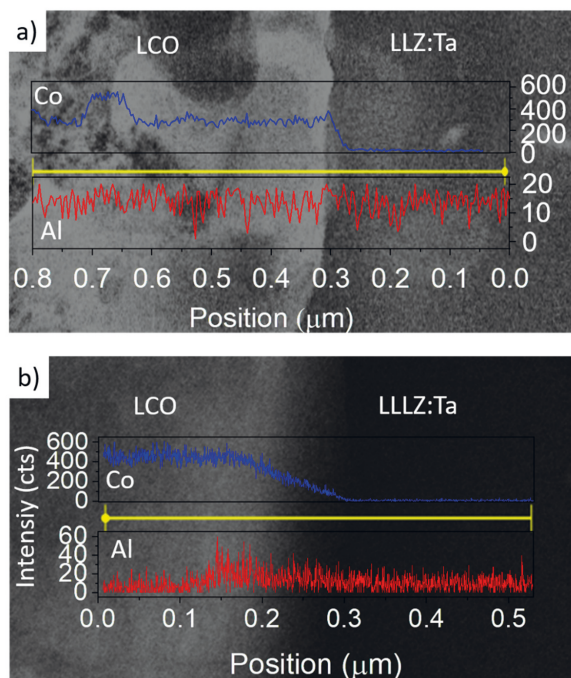 a)
LCO LLZ:Ta
Co
600
400
200
0
Al
20
10
0
0.8 0.7 0.6 0.5 0.4 0.3 0.2 0.1 0.0
Position (μm)
b)
LCO LLLZ:Ta
Intensiy (cts)
600
400
200
0
Co
60
40
20
0
Al
0.0 0.1 0.2 0.3 0.4 0.5
Position (μm)